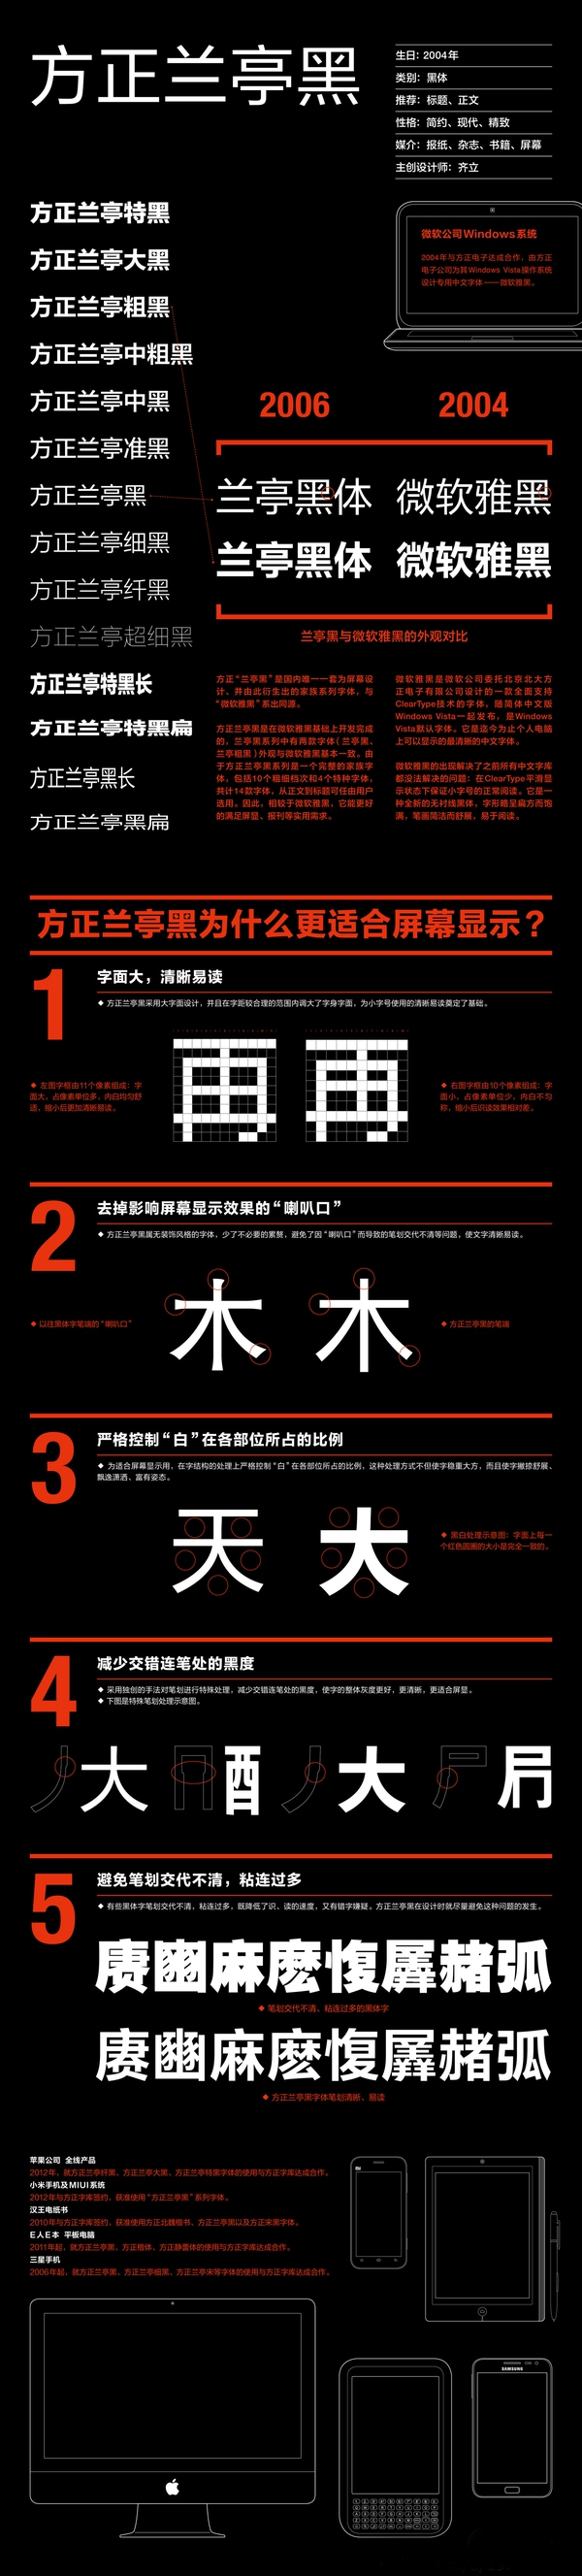 方正兰亭黑
生日: 2004年
类别：黑体
推荐：标题、正文
性格：简约、现代、精致
媒介：报纸、杂志、书籍、屏幕
主创设计师：齐立
方正兰亭特黑
方正兰亭大黑
方正兰亭粗黑
方正兰亭中粗黑
方正兰亭中黑
方正兰亭准黑
方正兰亭黑
方正兰亭细黑
方正兰亭纤黑
方正兰亭超细黑
方正兰亭特黑长
方正兰亭特黑扁
方正兰亭黑长
方正兰亭黑扁
微软公司Windows系统
2004年与方正电子达成合作，由方正
电子公司为其Windows Vista操作系统
设计专用中文字体——微软雅黑。
2006
2004
兰亭黑体 微软雅黑
兰亭黑体 微软雅黑
兰亭黑与微软雅黑的外观对比
方正“兰亭黑”是国内唯一一套为屏幕设
计、并由此衍生出的家族系列字体，与
“微软雅黑”系出同源。
方正兰亭黑是在微软雅黑基础上开发完成
的，兰亭黑系列中有两款字体（兰亭黑、
兰亭粗黑）外观与微软雅黑基本一致。由
于方正兰亭黑系列是一个完整的家族字
体，包括10个粗细档次和4个特种字体，
共计14款字体，从正文到标题可任由用户
选用。因此，相较于微软雅黑，它能更好
的满足屏显、报刊等实用需求。
微软雅黑是微软公司委托北京北大方
正电子有限公司设计的一款全面支持
ClearType技术的字体，随简体中文版
Windows Vista一起发布，是Windows
Vista默认字体。它是迄今为止个人电脑
上可以显示的最清晰的中文字体。
微软雅黑的出现解决了之前所有中文字库
都没法解决的问题：在ClearType平滑显
示状态下保证小字号的正常阅读。它是一
种全新的无衬线黑体，字形略呈扁方而饱
满，笔画简洁而舒展，易于阅读。
方正兰亭黑为什么更适合屏幕显示？
1
字面大，清晰易读
◆ 方正兰亭黑采用大字面设计，并且在字距较合理的范围内调大了字身字面，为小字号使用的清晰易读奠定了基础。
◆ 左图字框由11个像素组成：字
面大，占像素单位多，内白均匀舒
适，缩小后更加清晰易读。
◆ 右图字框由10个像素组成：字
面小，占像素单位少，内白不匀
称，缩小后识读效果相对差。
2
去掉影响屏幕显示效果的“喇叭口”
◆ 方正兰亭黑属无装饰风格的字体，少了不必要的累赘，避免了因“喇叭口”而导致的笔划交代不清等问题，使文字清晰易读。
◆ 以往黑体字笔端的“喇叭口”
木 木
◆ 方正兰亭黑的笔端
3
严格控制“白”在各部位所占的比例
◆ 为适合屏幕显示用，在字结构的处理上严格控制“白”在各部位所占的比例，这种处理方式不但使字稳重大方，而且使字撇捺舒展、
飘逸潇洒、富有姿态。
天 大
◆ 黑白处理示意图：字面上每一
个红色圆圈的大小是完全一致的。
4
减少交错连笔处的黑度
◆ 采用独创的手法对笔划进行特殊处理，减少交错连笔处的黑度，使字的整体灰度更好，更清晰，更适合屏显。
◆ 下图是特殊笔划处理示意图。
大 酉 大
5
避免笔划交代不清，粘连过多
◆ 有些黑体字笔划交代不清，粘连过多，既降低了识、读的速度，又有错字嫌疑。方正兰亭黑在设计时就尽量避免这种问题的发生。
◆ 笔划交代不清、粘连过多的黑体字
◆ 方正兰亭黑字体笔划清晰、易读
苹果公司 全线产品
2012年，就方正兰亭纤黑、方正兰亭大黑、方正兰亭特黑字体的使用与方正字库达成合作。
小米手机及MIUI系统
2012年与方正字库签约，获准使用“方正兰亭黑”系列字体。
汉王电纸书
2010年与方正字库签约，获准使用方正北魏楷书、方正兰亭黑以及方正宋黑字体。
E人E本 平板电脑
2011年起，就方正兰亭黑、方正楷体、方正静蕾体的使用与方正字库达成合作。
三星手机
2006年起，就方正兰亭黑、方正兰亭细黑、方正兰亭宋等字体的使用与方正字库达成合作。
SAMSUNG